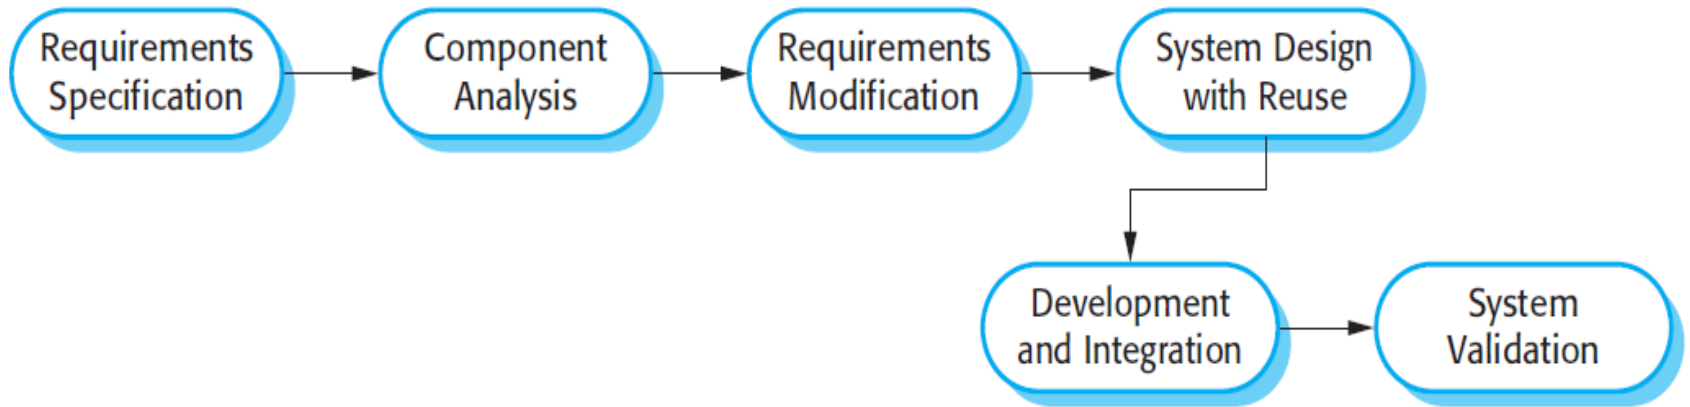 Requirements
Specification
Component
Analysis
Requirements
Modification
System Design
with Reuse
Development
and Integration
System
Validation